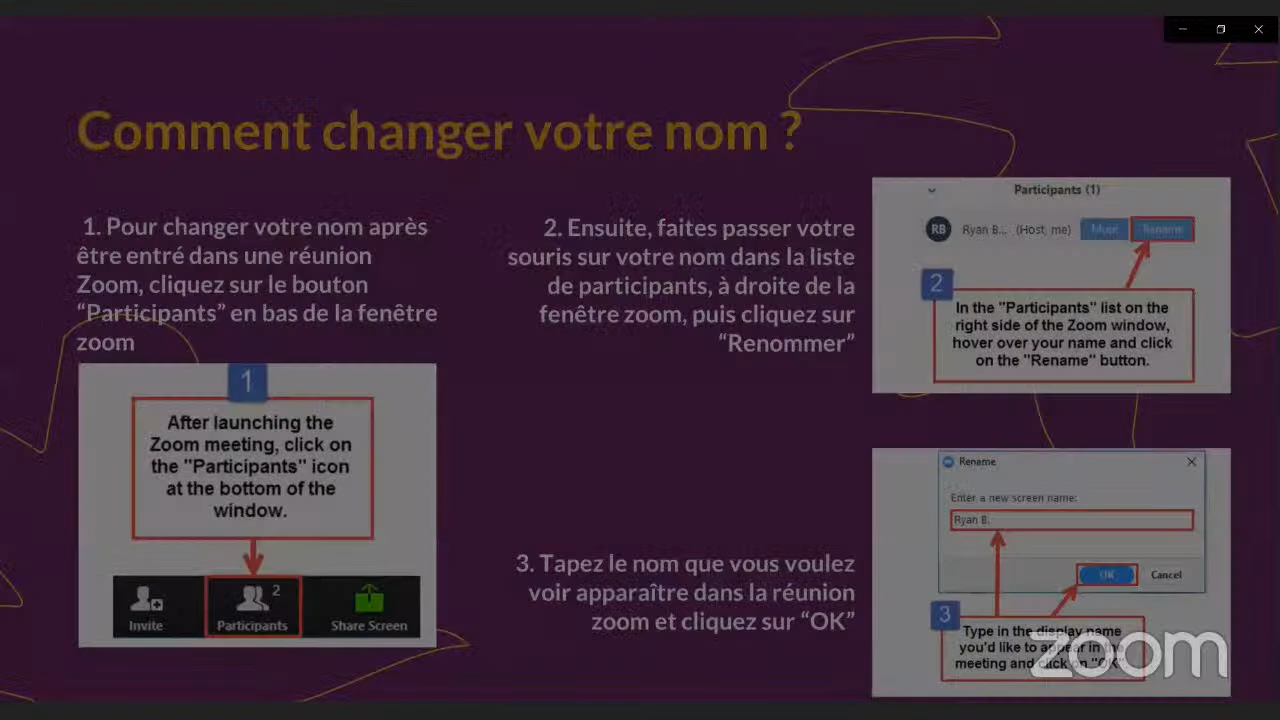 Comment changer votre nom ?
1. Pour changer votre nom après
être entré dans une réunion
Zoom, cliquez sur le bouton
“Participants” en bas de la fenêtre
zoom
1
After launching the
Zoom meeting, click on
the "Participants" icon
at the bottom of the
window.
Invite
2
Participants
Share Screen
2. Ensuite, faites passer votre
souris sur votre nom dans la liste
de participants, à droite de la
fenêtre zoom, puis cliquez sur
“Renommer”
Participants (1)
RB Ryan B... (Host, me) Mute Rename
2
In the "Participants" list on the
right side of the Zoom window,
hover over your name and click
on the "Rename" button.
3. Tapez le nom que vous voulez
voir apparaître dans la réunion
zoom et cliquez sur “OK”
Rename
Enter a new screen name:
Ryan B.
OK Cancel
3
Type in the display name
you'd like to appear in the
meeting and click on "OK"
zoom